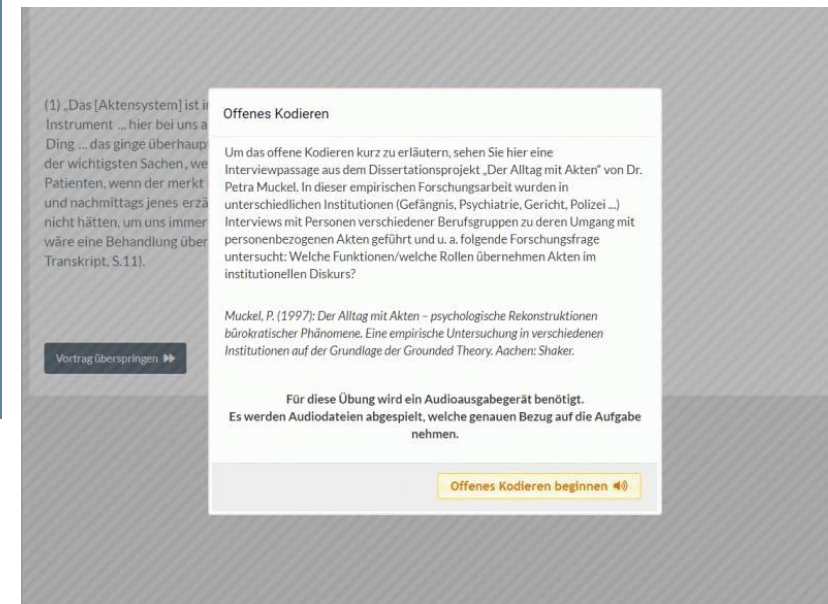 (1) „Das [Aktensystem] ist i
Instrument ... hier bei uns a
Ding ... das ginge überhaup
der wichtigsten Sachen, we
Patienten, wenn der merkt
und nachmittags jenes erzä
nicht hätten, um uns immer
wäre eine Behandlung über
Transkript, S.11).
Vortrag überspringen
Offenes Kodieren
Um das offene Kodieren kurz zu erläutern, sehen Sie hier eine
Interviewpassage aus dem Dissertationsprojekt „Der Alltag mit Akten" von Dr.
Petra Muckel. In dieser empirischen Forschungsarbeit wurden in
unterschiedlichen Institutionen (Gefängnis, Psychiatrie, Gericht, Polizei ...)
Interviews mit Personen verschiedener Berufsgruppen zu deren Umgang mit
personenbezogenen Akten geführt und u. a. folgende Forschungsfrage
untersucht: Welche Funktionen/welche Rollen übernehmen Akten im
institutionellen Diskurs?
Muckel, P. (1997): Der Alltag mit Akten – psychologische Rekonstruktionen
bürokratischer Phänomene. Eine empirische Untersuchung in verschiedenen
Institutionen auf der Grundlage der Grounded Theory. Aachen: Shaker.
Für diese Übung wird ein Audioausgabegerät benötigt.
Es werden Audiodateien abgespielt, welche genauen Bezug auf die Aufgabe
nehmen.
Offenes Kodieren beginnen